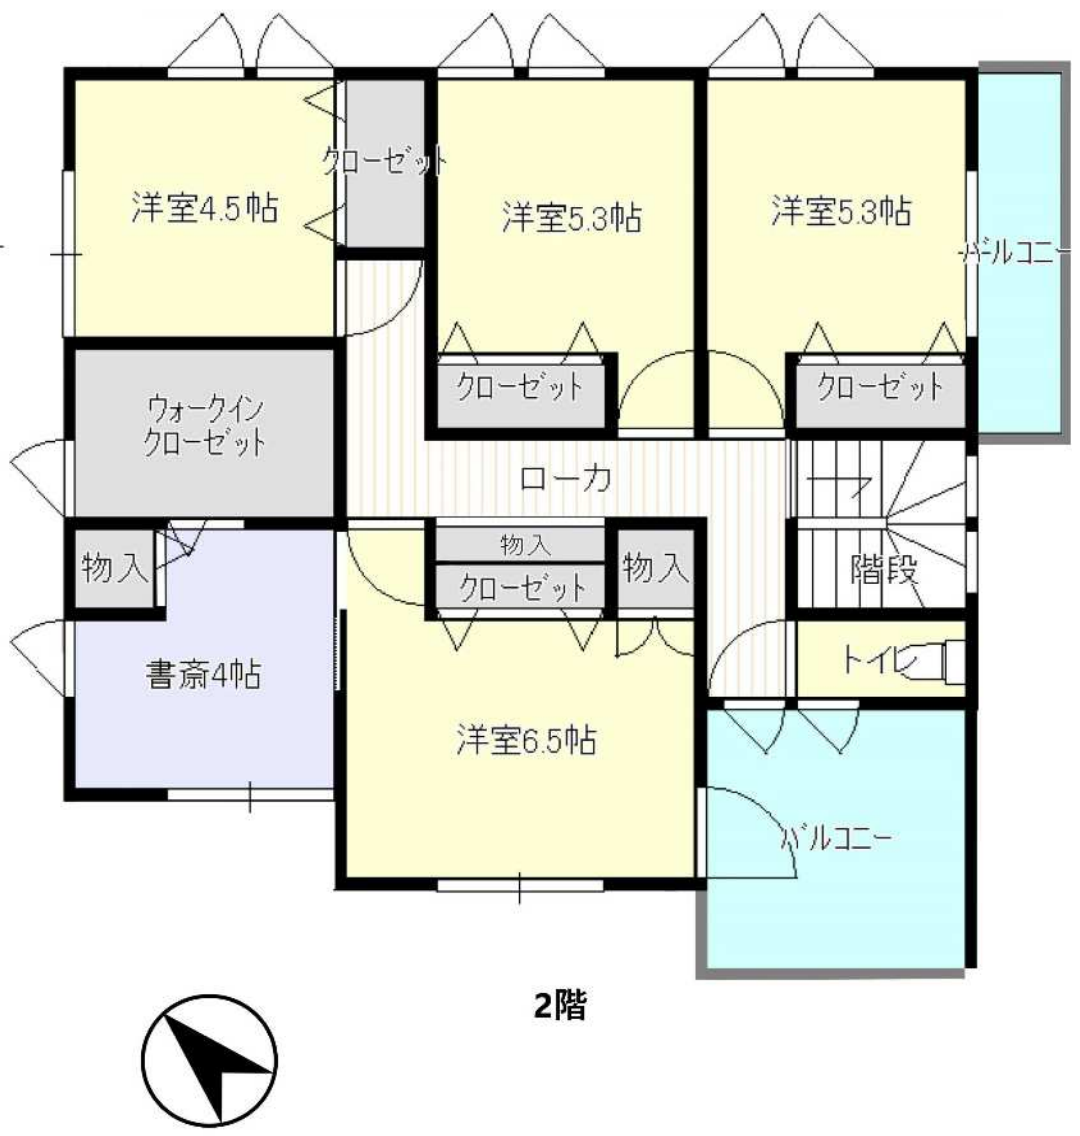 クローゼット
洋室4.5帖
洋室5.3帖
洋室5.3帖
バルコニー
クローゼット
クローゼット
ウォークイン
クローゼット
ローカ
物入
物入
クローゼット
物入
階段
書斎4帖
トイレ
洋室6.5帖
バルコニー
2階